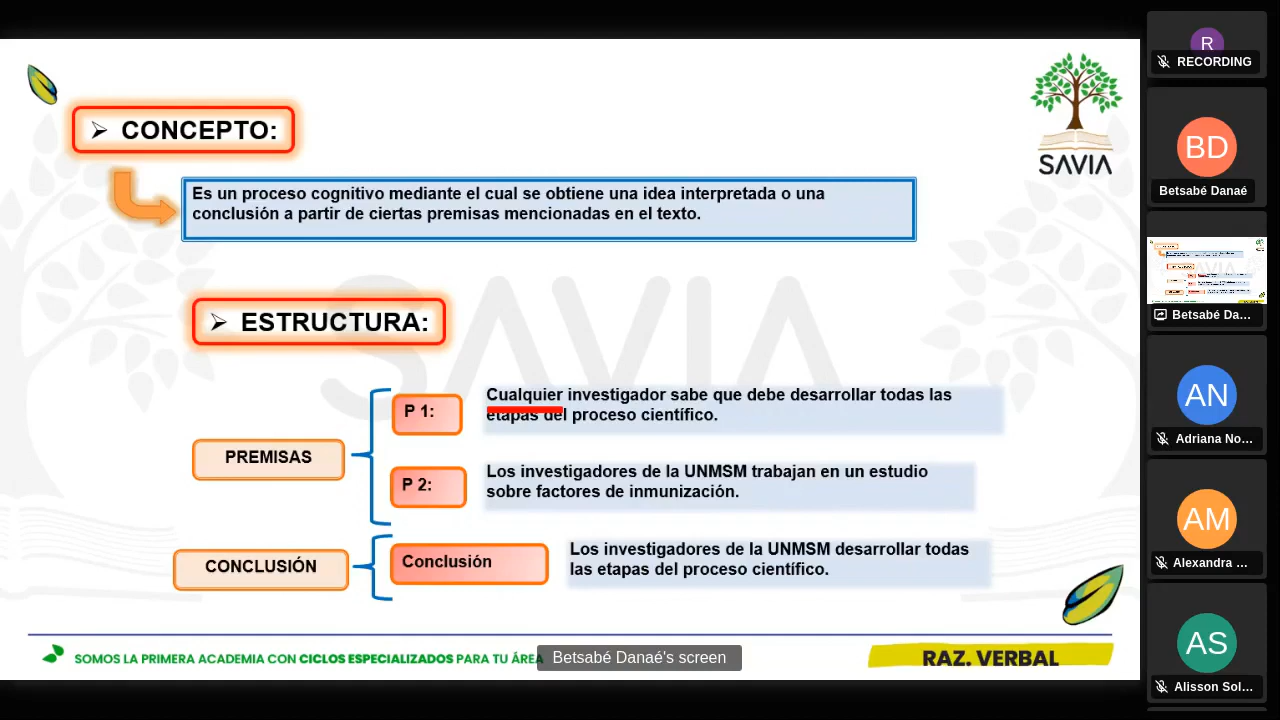 CONCEPTO:
Es un proceso cognitivo mediante el cual se obtiene una idea interpretada o una
conclusión a partir de ciertas premisas mencionadas en el texto.
SAVIA
ESTRUCTURA:
SAVIA
PREMISAS
P 1:
Cualquier investigador sabe que debe desarrollar todas las
etapas del proceso científico.
P 2:
Los investigadores de la UNMSM trabajan en un estudio
sobre factores de inmunización.
CONCLUSIÓN
Conclusión
Los investigadores de la UNMSM desarrollar todas
las etapas del proceso científico.
SOMOS LA PRIMERA ACADEMIA CON CICLOS ESPECIALIZADOS PARA TU ÁREA
Betsabé Danaé's screen
RAZ. VERBAL
R
RECORDING
BD
Betsabé Danaé
Betsabé Da...
AN
Adriana No...
AM
Alexandra ...
AS
Alisson Sol...